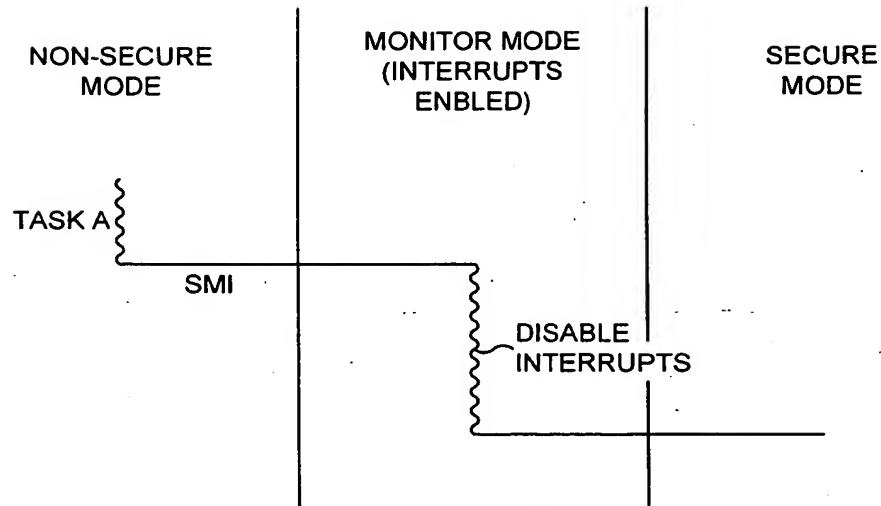 NON-SECURE
MODE
MONITOR MODE
(INTERRUPTS
ENBLED)
SECURE
MODE
TASK A
SMI
DISABLE
INTERRUPTS